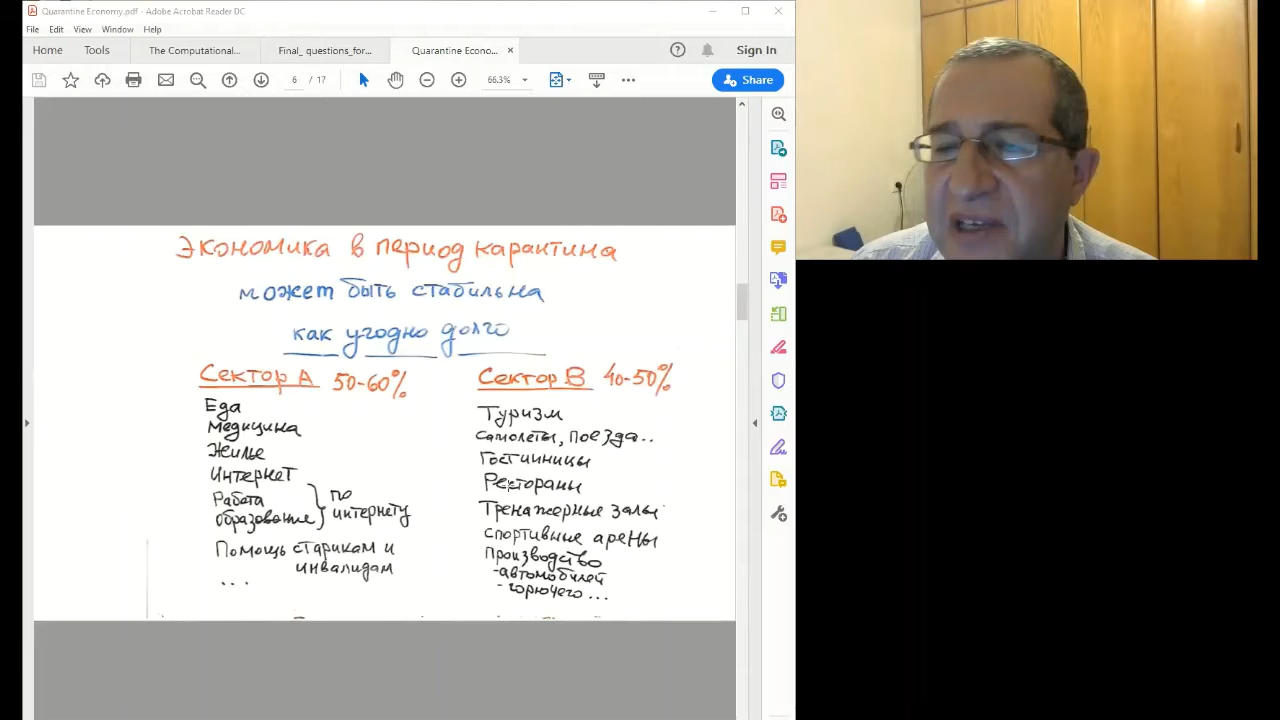 Quarantine Economy.pdf - Adobe Acrobat Reader DC
File Edit View Window Help
Home Tools The Computational... Final_ questions_for... Quarantine Econo... × Sign In
6 / 17 66.3% Share
Экономика в период карантина
может быть стабильна
как угодно долго
Сектор А 50-60%
Еда
Медицина
Жилье
Интернет
Работа
образование
по
интернету
Помощь старикам и
инвалидам
...
Сектор В 40-50%
Туризм
самолеты, поезда..
Гостиницы
Рестораны
Тренажерные залы
спортивные арены
Производство
-автомобилей
-горючего...